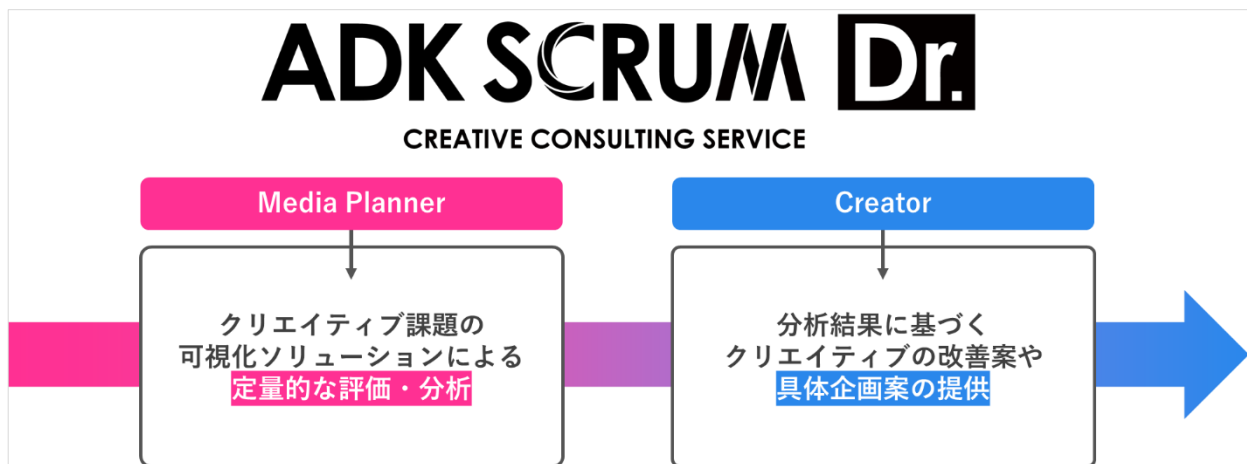 ADK SCRUM Dr.
CREATIVE CONSULTING SERVICE
Media Planner
クリエイティブ課題の
可視化ソリューションによる
定量的な評価・分析
Creator
分析結果に基づく
クリエイティブの改善案や
具体企画案の提供